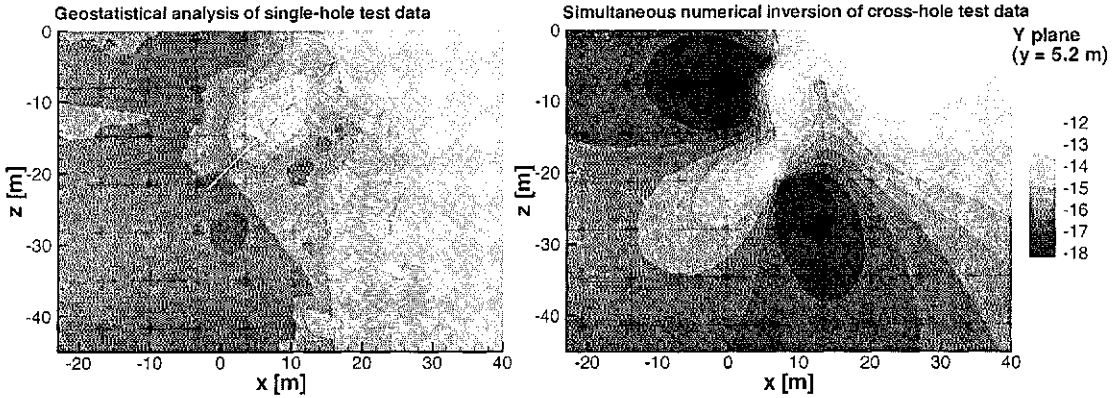 Geostatistical analysis of single-hole test data
0
-10
-20
-30
-40
z [m]
-20 -10 0 10 20 30 40
x [m]
Simultaneous numerical inversion of cross-hole test data
0
-10
-20
-30
-40
z [m]
-20 -10 0 10 20 30 40
x [m]
Y plane
(y = 5.2 m)
-12
-13
-14
-15
-16
-17
-18